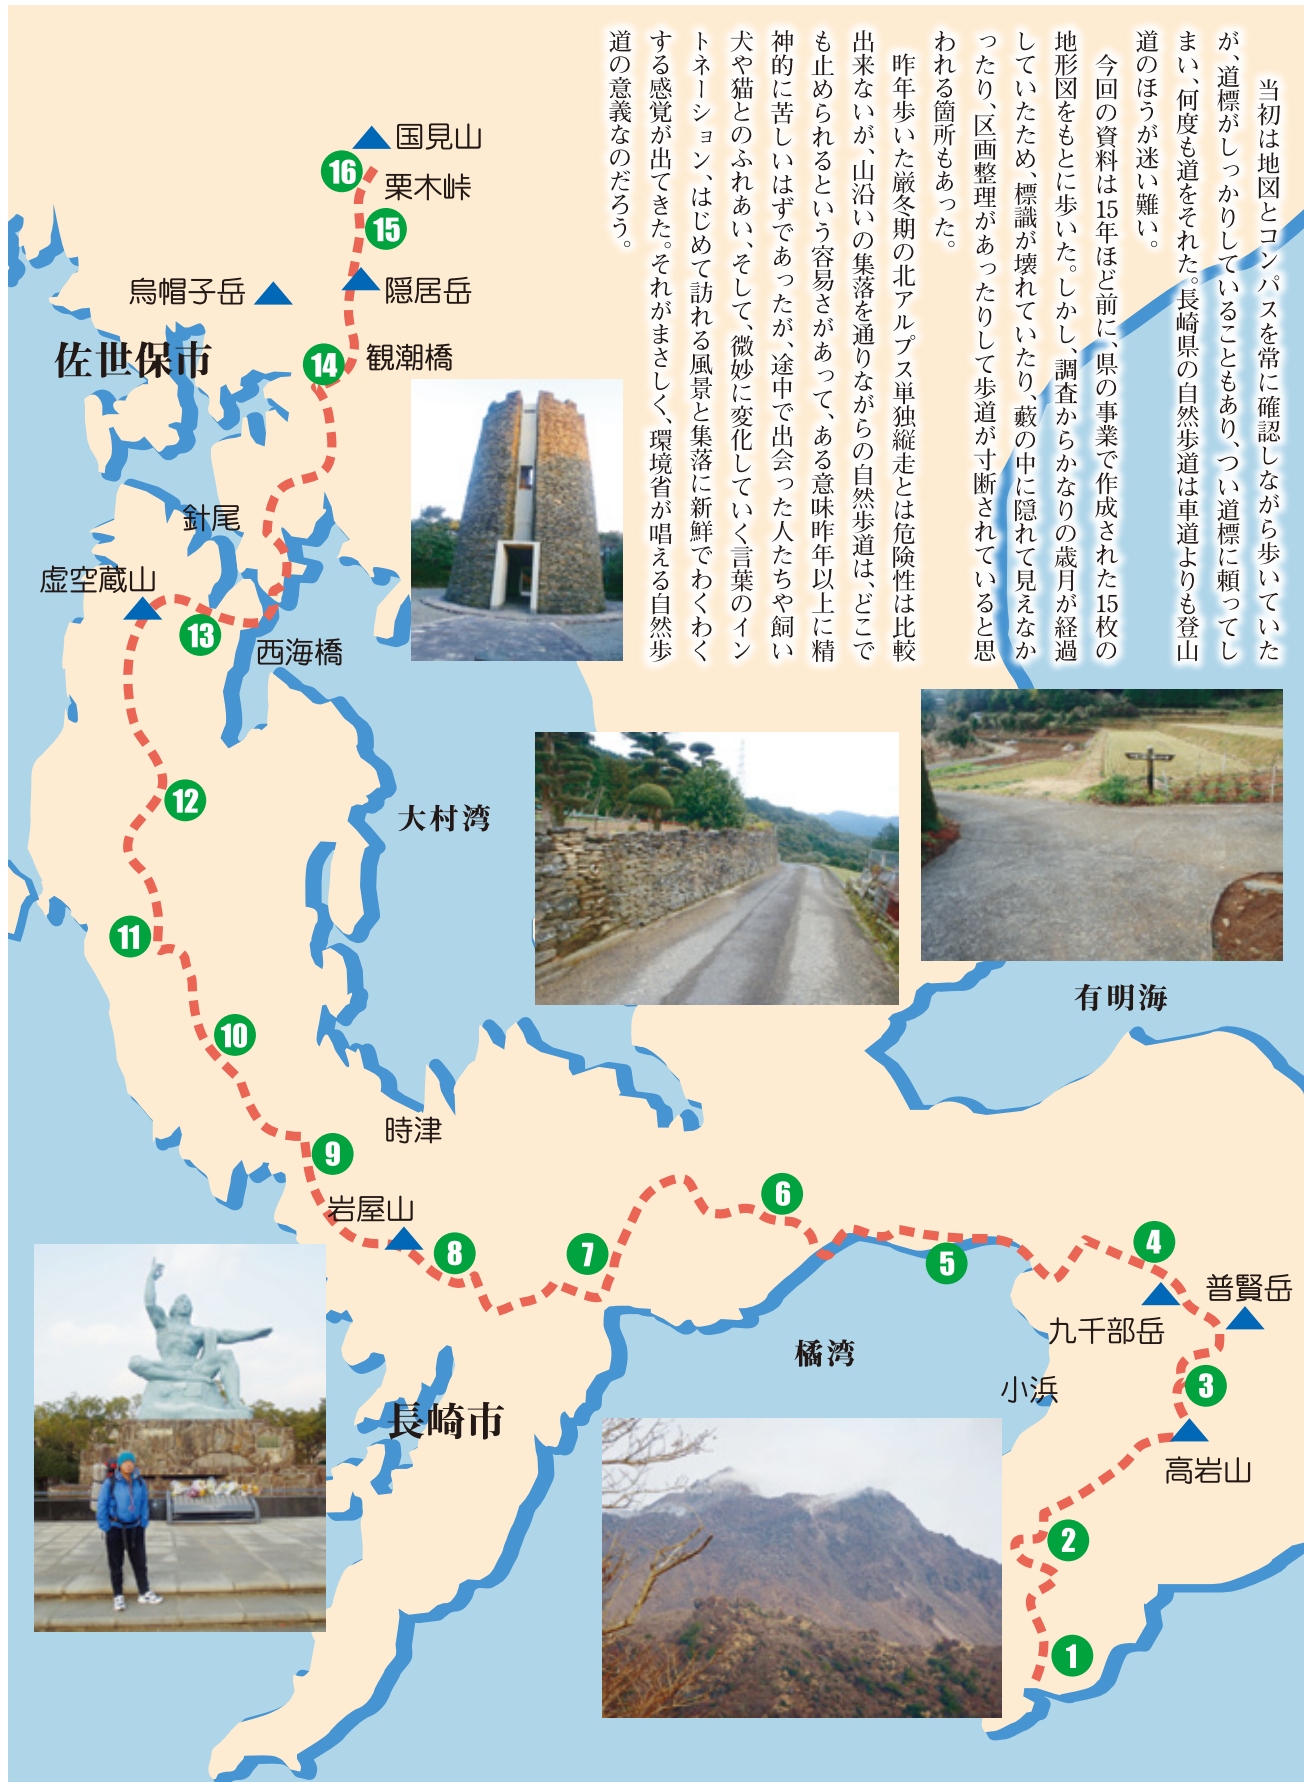 当初は地図とコンパスを常に確認しながら歩いていた
が、道標がしっかりしていることもあり、つい道標に頼ってし
まい、何度も道をそれた。長崎県の自然歩道は車道よりも登山
道のほうが迷い難い。
今回の資料は15年ほど前に、県の事業で作成された15枚の
地形図をもとに歩いた。しかし、調査からかなりの歳月が経過
していたため、標識が壊れていたり、藪の中に隠れて見えなか
ったり、区画整理があったりして歩道が寸断されていると思
われる箇所もあった。
昨年歩いた厳冬期の北アルプス単独縦走とは危険性は比較
出来ないが、山沿いの集落を通りながらの自然歩道は、どこで
も止められるという容易さがあって、ある意味昨年以上に精
神的に苦しいはずであったが、途中で出会った人たちや飼い
犬や猫とのふれあい、そして、微妙に変化していく言葉のイン
トネーション、はじめて訪れる風景と集落に新鮮でわくわく
する感覚が出てきた。それがまさしく、環境省が唱える自然歩
道の意義なのだろう。
国見山
16
栗木峠
15
烏帽子岳
隠居岳
佐世保市
14
観潮橋
針尾
虚空蔵山
13
西海橋
12
大村湾
11
有明海
10
時津
9
岩屋山
8
7
6
5
4
普賢岳
九千部岳
橘湾
小浜
3
長崎市
高岩山
2
1